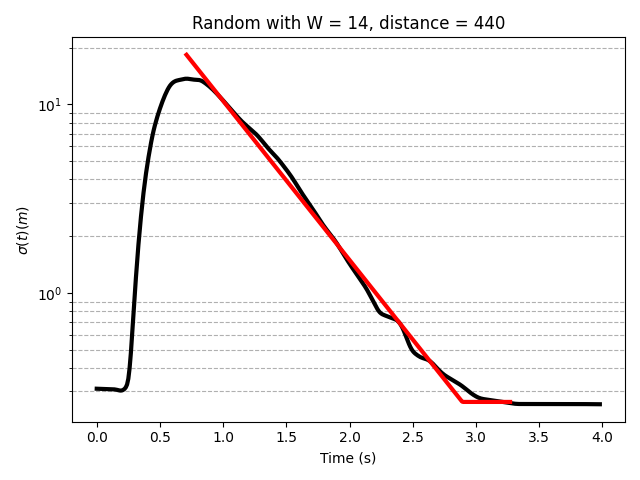 Random with W = 14, distance = 440
σ(t)(m)
10¹
10⁰
0.0 0.5 1.0 1.5 2.0 2.5 3.0 3.5 4.0
Time (s)